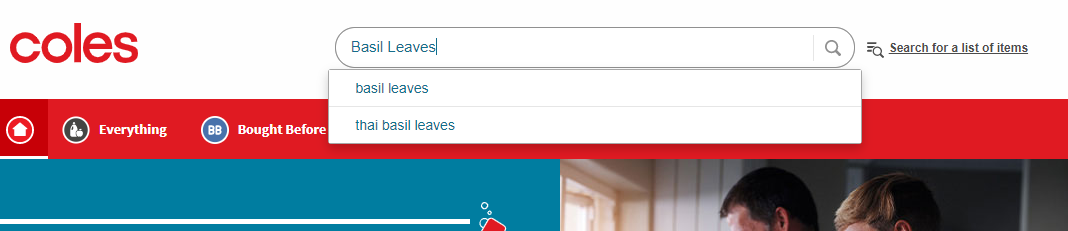 coles
Basil Leaves
Search for a list of items
basil leaves
thai basil leaves
Everything
BB
Bought Before